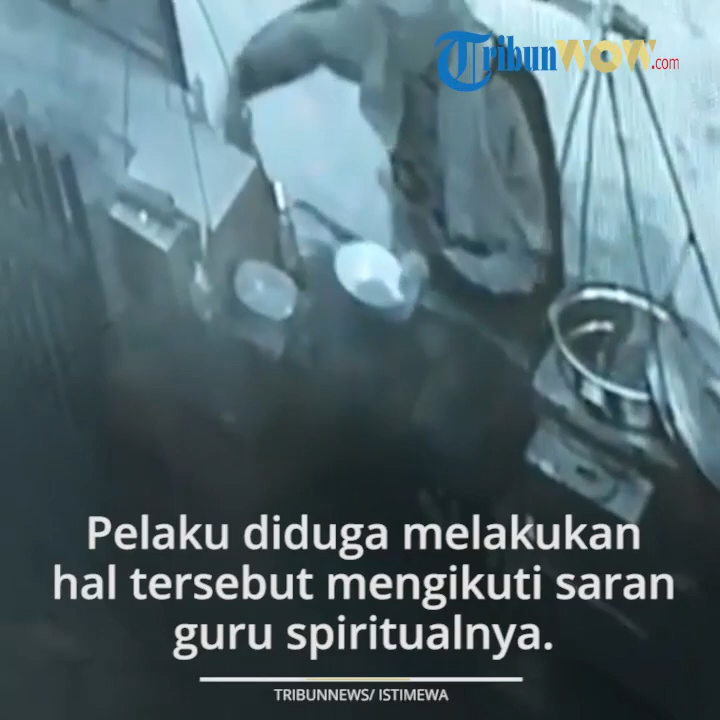 TribunWOW.com
Pelaku diduga melakukan
hal tersebut mengikuti saran
guru spiritualnya.
TRIBUNNEWS/ ISTIMEWA